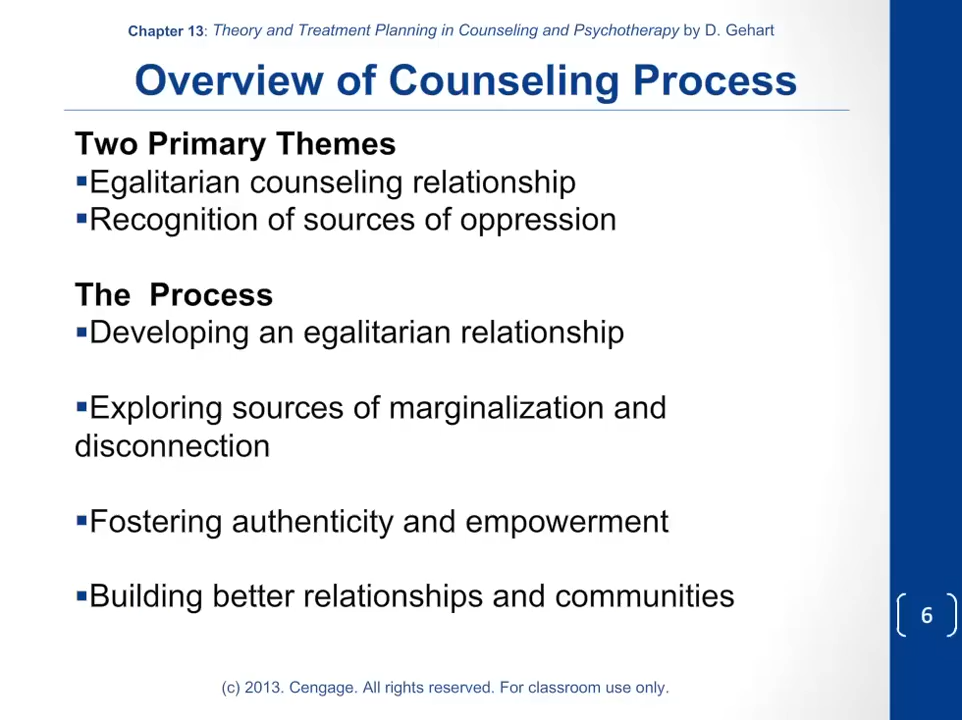 Chapter 13: Theory and Treatment Planning in Counseling and Psychotherapy by D. Gehart
Overview of Counseling Process
Two Primary Themes
▪Egalitarian counseling relationship
▪Recognition of sources of oppression
The  Process
▪Developing an egalitarian relationship
▪Exploring sources of marginalization and
disconnection
▪Fostering authenticity and empowerment
▪Building better relationships and communities
6
(c) 2013. Cengage. All rights reserved. For classroom use only.